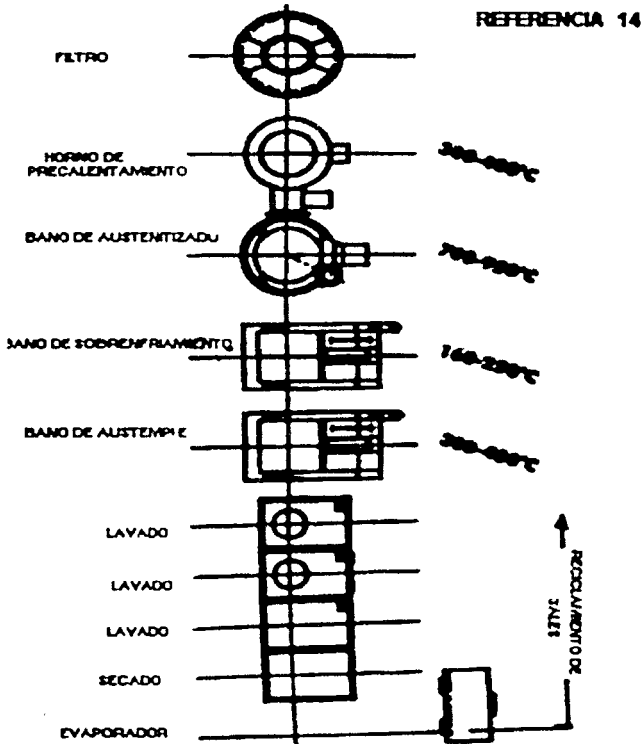 REFERENCIA 14
FILTRO
HORNO DE
PRECALENTAMIENTO
BANO DE AUSTENITIZADO
BANO DE SOBRENFRIAMIENTO
BANO DE AUSTEMPLE
LAVADO
LAVADO
LAVADO
SECADO
EVAPORADOR
RECICLAMIENTO DE
SALES